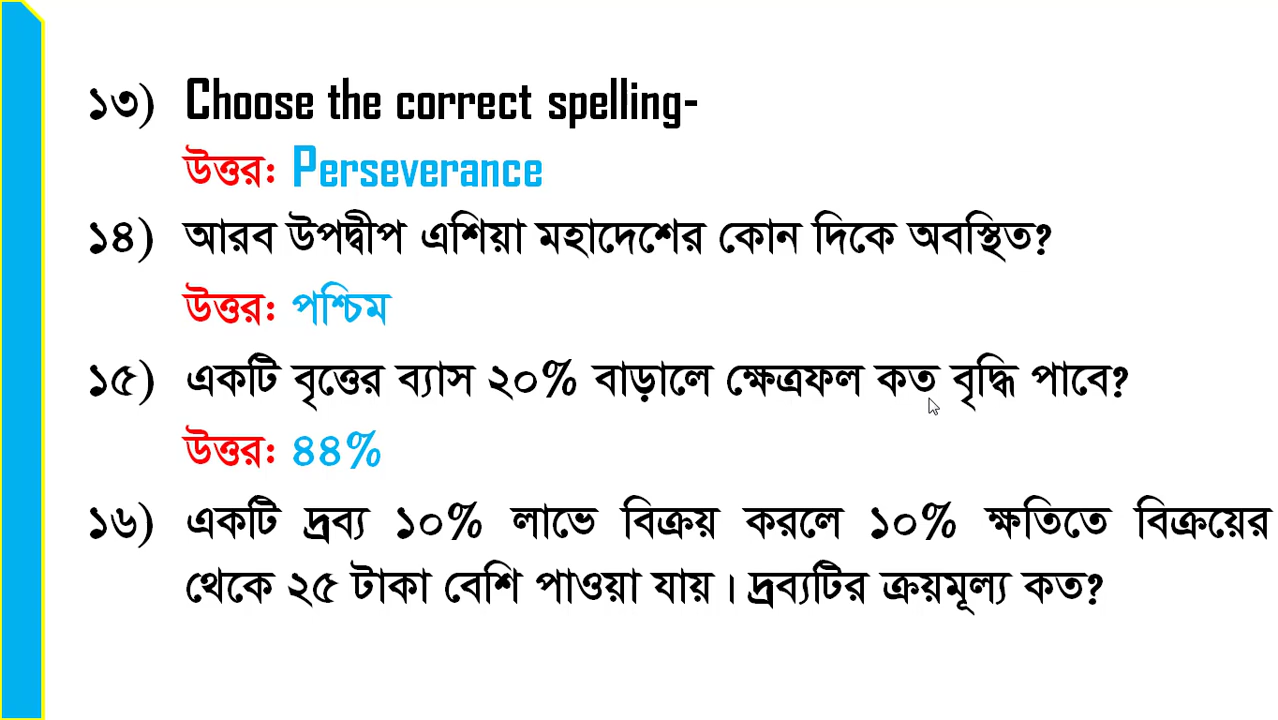 ১৩) Choose the correct spelling-
উত্তর: Perseverance
১৪) আরব উপদ্বীপ এশিয়া মহাদেশের কোন দিকে অবস্থিত?
উত্তর: পশ্চিম
১৫) একটি বৃত্তের ব্যাস ২০% বাড়ালে ক্ষেত্রফল কত বৃদ্ধি পাবে?
উত্তর: ৪৪%
১৬) একটি দ্রব্য ১০% লাভে বিক্রয় করলে ১০% ক্ষতিতে বিক্রয়ের
থেকে ২৫ টাকা বেশি পাওয়া যায়। দ্রব্যটির ক্রয়মূল্য কত?